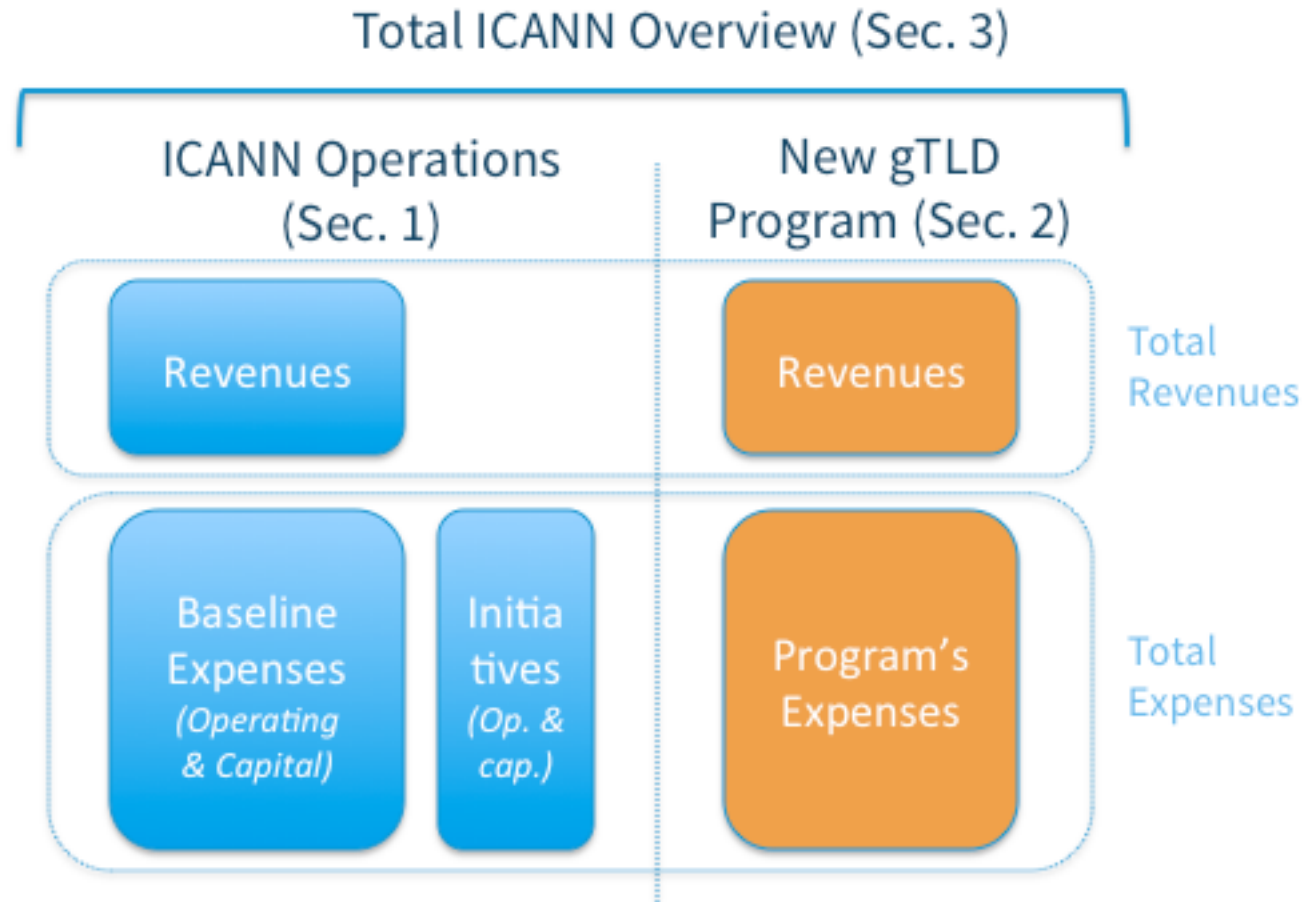 Total ICANN Overview (Sec. 3)
ICANN Operations
(Sec. 1)
New gTLD
Program (Sec. 2)
Revenues
Revenues
Total
Revenues
Baseline
Expenses
(Operating
& Capital)
Initia
tives
(Op. &
cap.)
Program's
Expenses
Total
Expenses